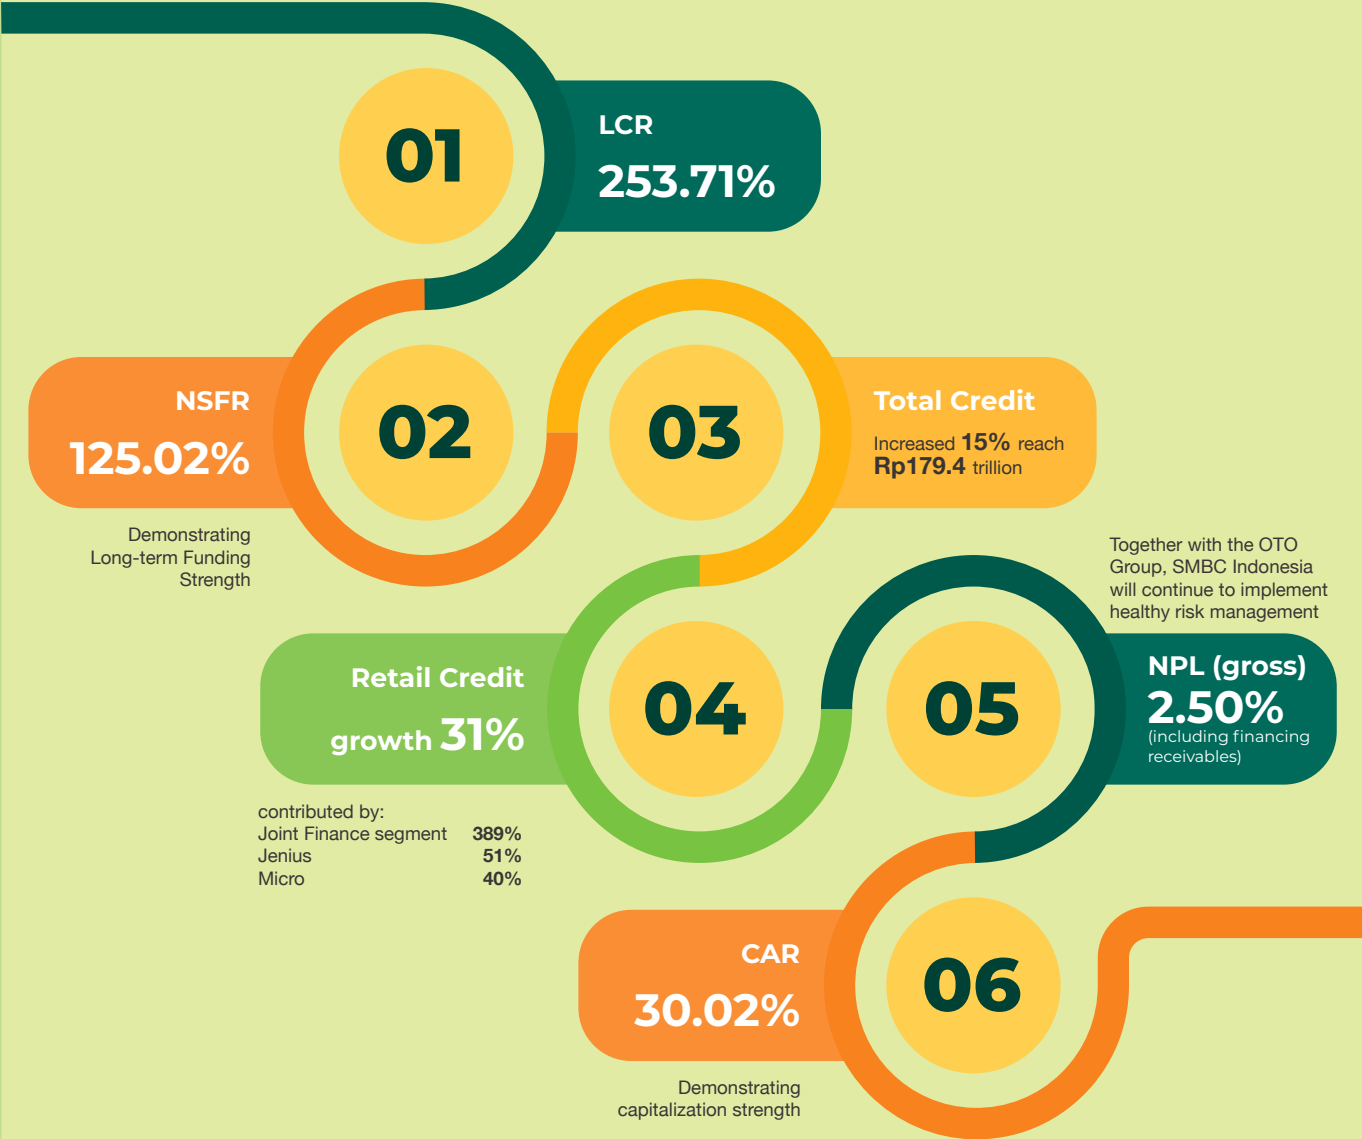 01
LCR
253.71%
02
NSFR
125.02%
Demonstrating
Long-term Funding
Strength
03
Total Credit
Increased 15% reach
Rp179.4 trillion
04
Retail Credit
growth 31%
contributed by:
Joint Finance segment 389%
Jenius 51%
Micro 40%
05
Together with the OTO
Group, SMBC Indonesia
will continue to implement
healthy risk management
NPL (gross)
2.50%
(including financing
receivables)
06
CAR
30.02%
Demonstrating
capitalization strength